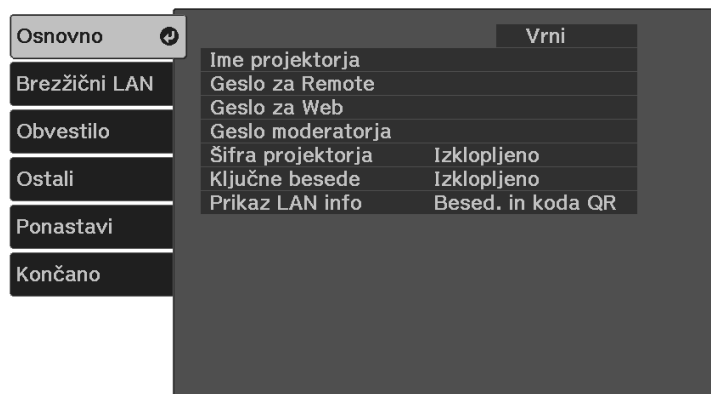 Osnovno
Brezžični LAN
Obvestilo
Ostali
Ponastavi
Končano
Vrni
Ime projektorja
Geslo za Remote
Geslo za Web
Geslo moderatorja
Šifra projektorja Izklopljeno
Ključne besede Izklopljeno
Prikaz LAN info Besed. in koda QR